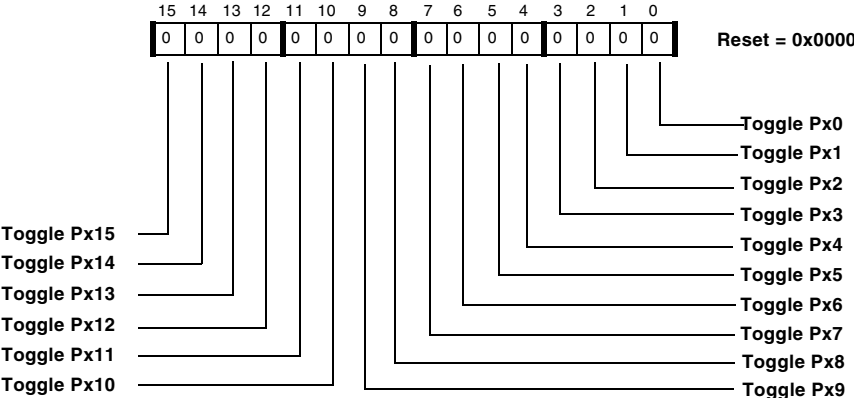 15 14 13 12 11 10 9 8 7 6 5 4 3 2 1 0
0 0 0 0 0 0 0 0 0 0 0 0 0 0 0 0 Reset = 0x0000
Toggle Px0
Toggle Px1
Toggle Px2
Toggle Px3
Toggle Px4
Toggle Px5
Toggle Px6
Toggle Px7
Toggle Px8
Toggle Px9
Toggle Px15
Toggle Px14
Toggle Px13
Toggle Px12
Toggle Px11
Toggle Px10